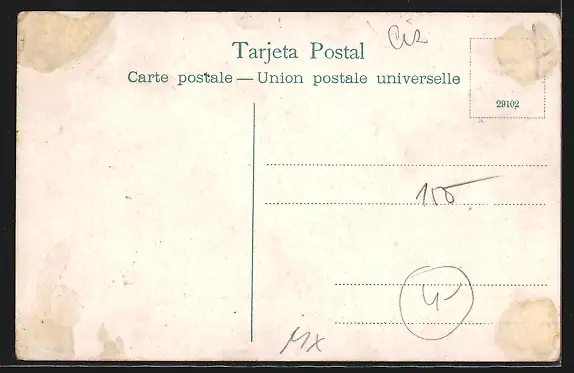 Tarjeta Postal
Carte postale — Union postale universelle
29102
150
4-
MX